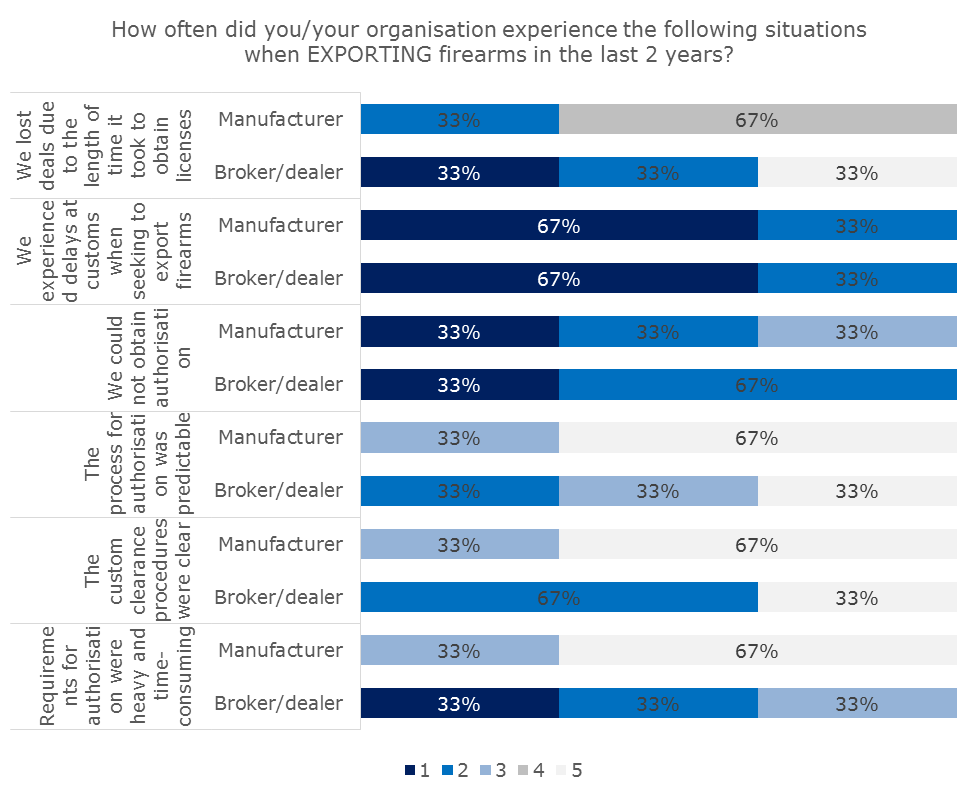 How often did you/your organisation experience the following situations
when EXPORTING firearms in the last 2 years?
We lost
deals due
to the
length of
time it
took to
obtain
licenses
Manufacturer
33%
67%
Broker/dealer
33%
33%
33%
We
experience
d delays at
customs
when
seeking to
export
firearms
Manufacturer
67%
33%
Broker/dealer
67%
33%
We could
not obtain
authorisati
on
Manufacturer
33%
33%
33%
Broker/dealer
33%
67%
The
process for
authorisati
on was
predictable
Manufacturer
33%
67%
Broker/dealer
33%
33%
33%
The
custom
clearance
procedures
were clear
Manufacturer
33%
67%
Broker/dealer
67%
33%
Requireme
nts for
authorisati
on were
heavy and
time-
consuming
Manufacturer
33%
67%
Broker/dealer
33%
33%
33%
1 2 3 4 5